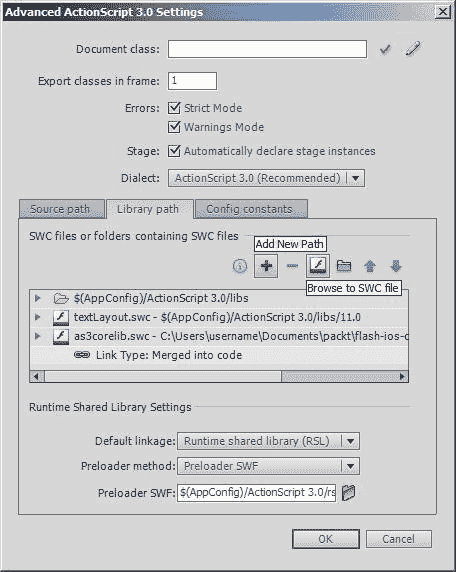 Advanced ActionScript 3.0 Settings
Document class:
Export classes in frame: 1
Errors: Strict Mode
Warnings Mode
Stage: Automatically declare stage instances
Dialect: ActionScript 3.0 (Recommended)
Source path Library path Config constants
SWC files or folders containing SWC files
Add New Path
Browse to SWC file
$(AppConfig)/ActionScript 3.0/libs
textLayout.swc - $(AppConfig)/ActionScript 3.0/libs/11.0
as3corelib.swc - C:\Users\username\Documents\packt\flash-ios-c
Link Type: Merged into code
Runtime Shared Library Settings
Default linkage: Runtime shared library (RSL)
Preloader method: Preloader SWF
Preloader SWF: $(AppConfig)/ActionScript 3.0/rs
OK Cancel